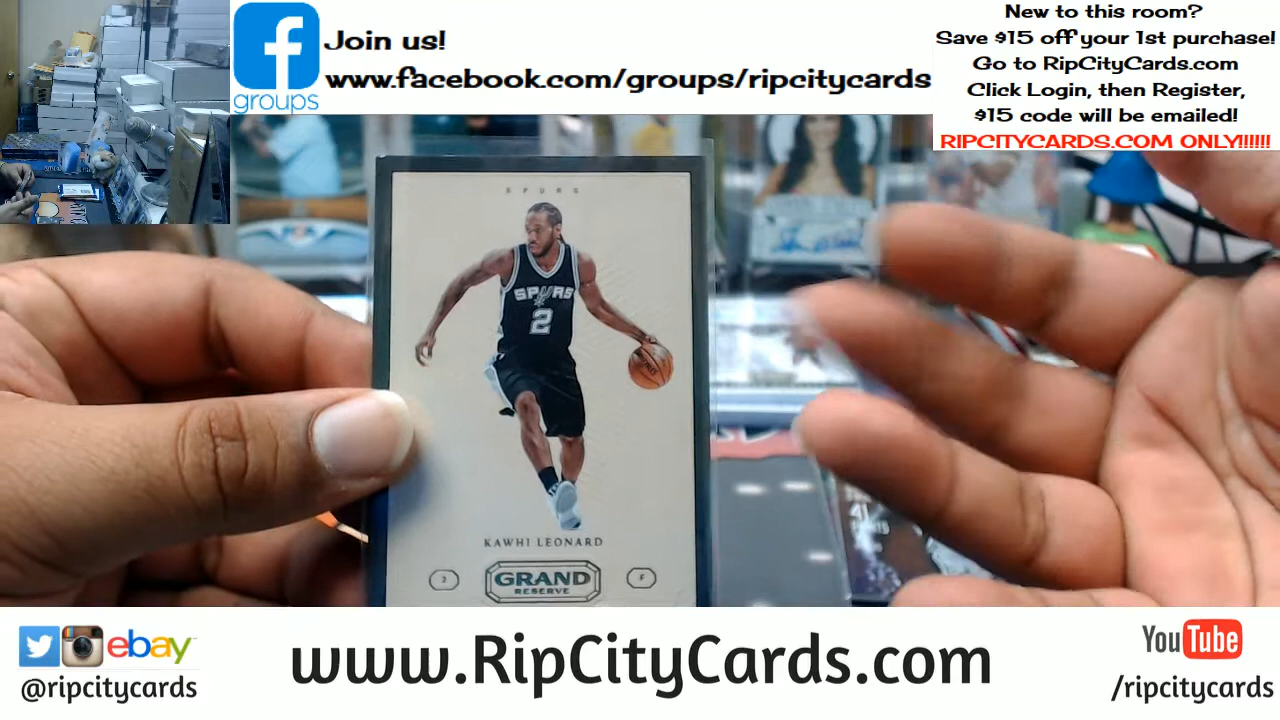 facebook groups
Join us!
www.facebook.com/groups/ripcitycards
New to this room?
Save $15 off your 1st purchase!
Go to RipCityCards.com
Click Login, then Register,
$15 code will be emailed!
RIPCITYCARDS.COM ONLY!!!!!!
SPURS
SPURS
2
KAWHI LEONARD
2
GRAND
RESERVE
F
ebay
@ripcitycards
www.RipCityCards.com
YouTube
/ripcitycards